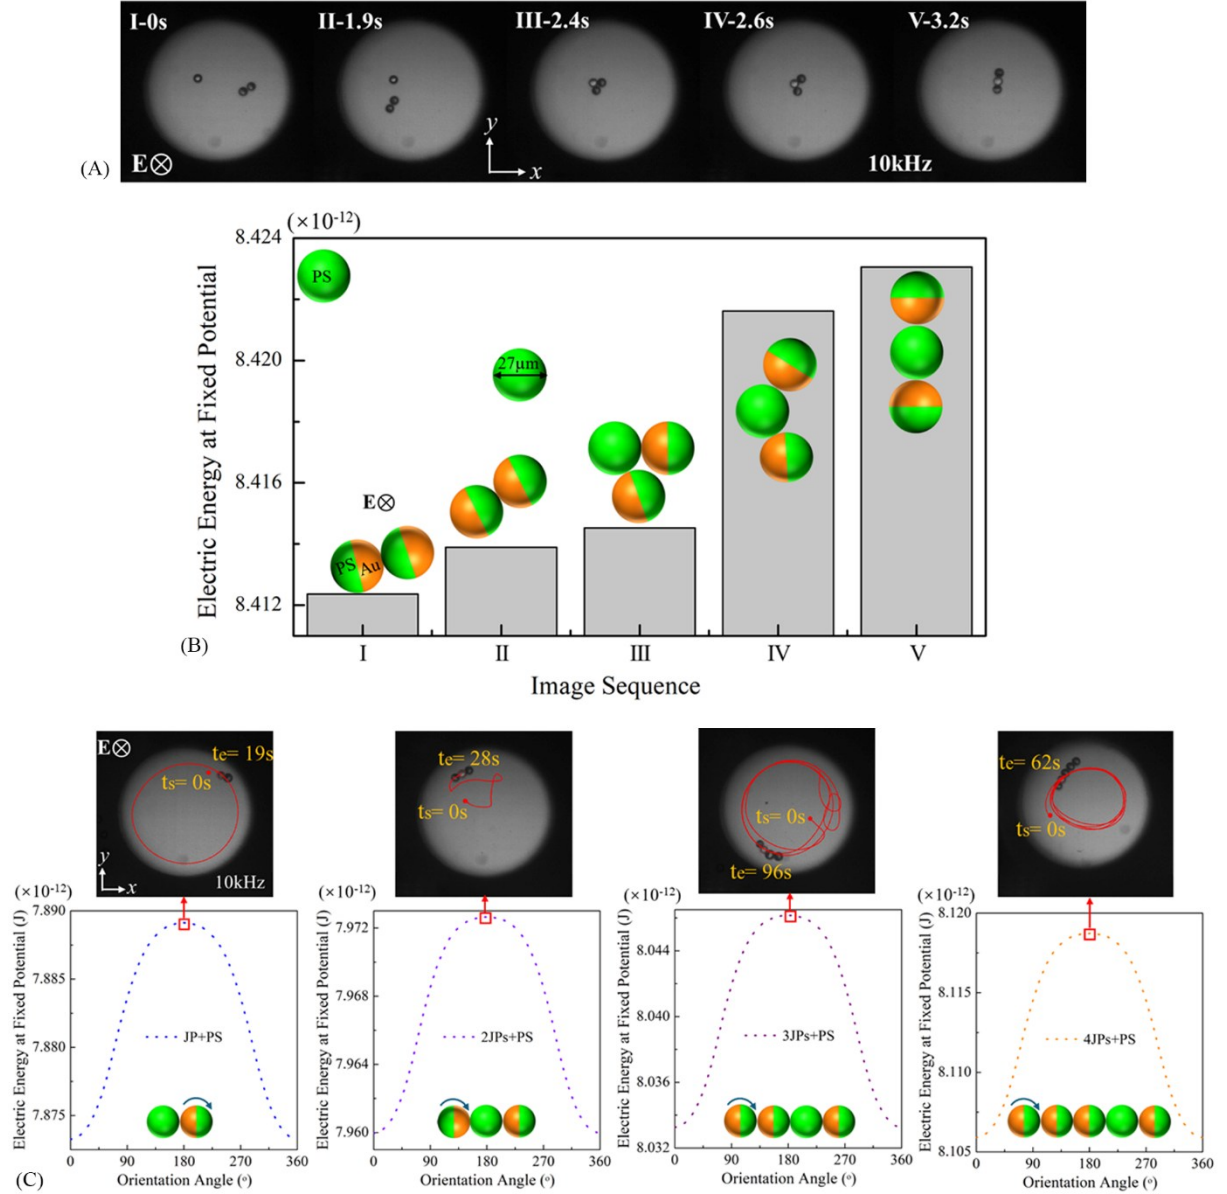 I-0s
II-1.9s
III-2.4s
IV-2.6s
V-3.2s
y
x
E⊗
10kHz
(A)
(×10⁻¹²)
8.424
8.420
8.416
8.412
Electric Energy at Fixed Potential
PS
27μm
E⊗
PS
Au
I
II
III
IV
V
(B)
Image Sequence
E⊗
te= 19s
ts= 0s
y
x
10kHz
te= 28s
ts= 0s
ts= 0s
te= 96s
te= 62s
ts= 0s
(×10⁻¹²)
7.890
7.885
7.880
7.875
Electric Energy at Fixed Potential (J)
JP+PS
0
90
180
270
360
Orientation Angle (°)
(×10⁻¹²)
7.972
7.968
7.964
7.960
Electric Energy at Fixed Potential (J)
2JPs+PS
0
90
180
270
360
Orientation Angle (°)
(×10⁻¹²)
8.044
8.040
8.036
8.032
Electric Energy at Fixed Potential (J)
3JPs+PS
0
90
180
270
360
Orientation Angle (°)
(×10⁻¹²)
8.120
8.115
8.110
8.105
Electric Energy at Fixed Potential (J)
4JPs+PS
0
90
180
270
360
Orientation Angle (°)
(C)